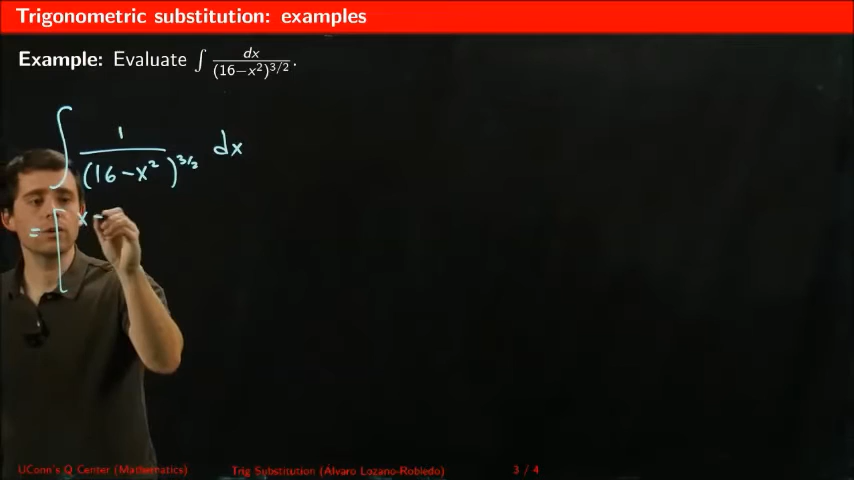 Trigonometric substitution: examples
Example: Evaluate ∫ dx/(16−x²)^{3/2}.
∫ 1/(16−x²)^{3/2} dx
= [ x =
UConn's Q Center (Mathematics) Trig Substitution (Álvaro Lozano-Robledo) 3 / 4